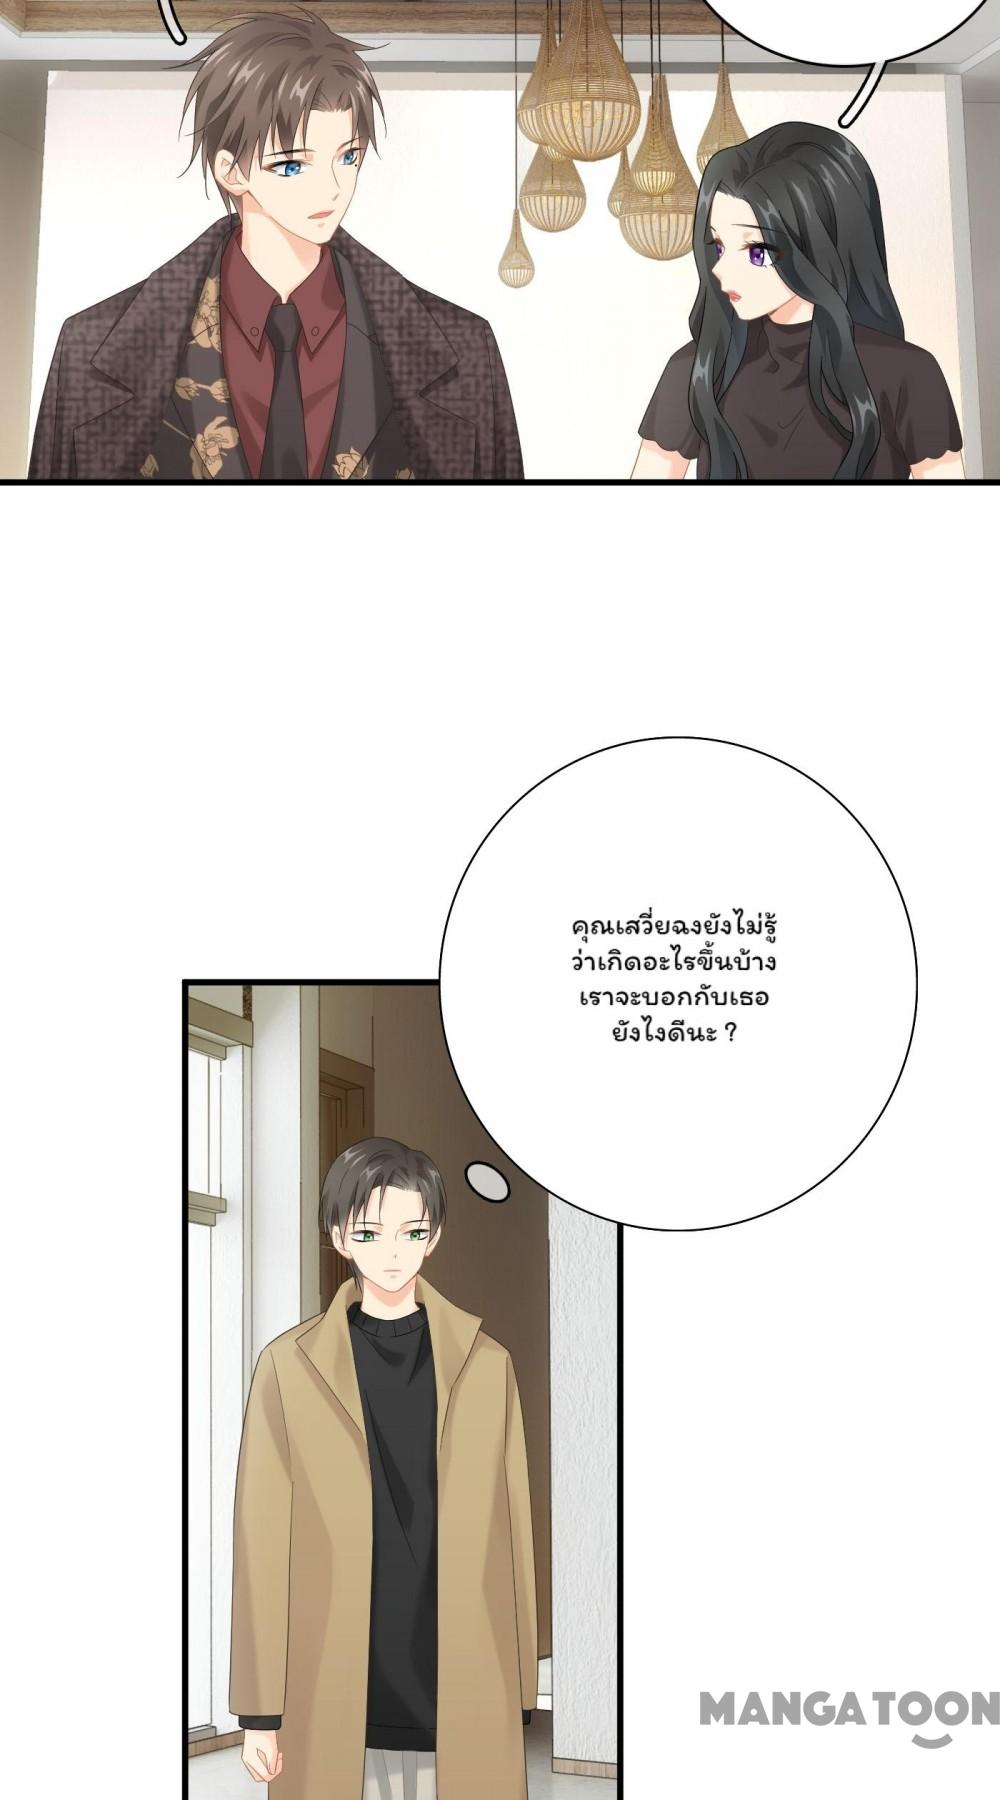 คุณเสวี่ยฉงยังไม่รู้
ว่าเกิดอะไรขึ้นบ้าง
เราจะบอกกับเธอ
ยังไงดีนะ ?
MANGATOON